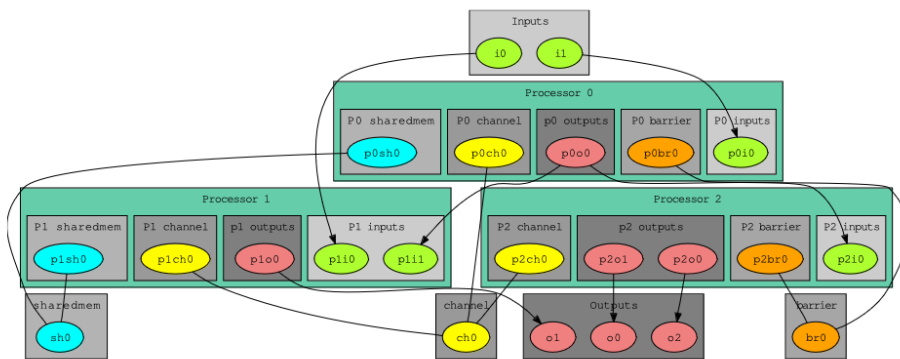 Inputs
i0 i1
Processor 0
P0 sharedmem P0 channel p0 outputs P0 barrier P0 inputs
p0sh0 p0ch0 p0o0 p0br0 p0i0
Processor 1 Processor 2
P1 sharedmem P1 channel p1 outputs P1 inputs P2 channel p2 outputs P2 barrier P2 inputs
p1sh0 p1ch0 p1o0 p1i0 p1i1 p2ch0 p2o1 p2o0 p2br0 p2i0
sharedmem channel Outputs barrier
sh0 ch0 o1 o0 o2 br0